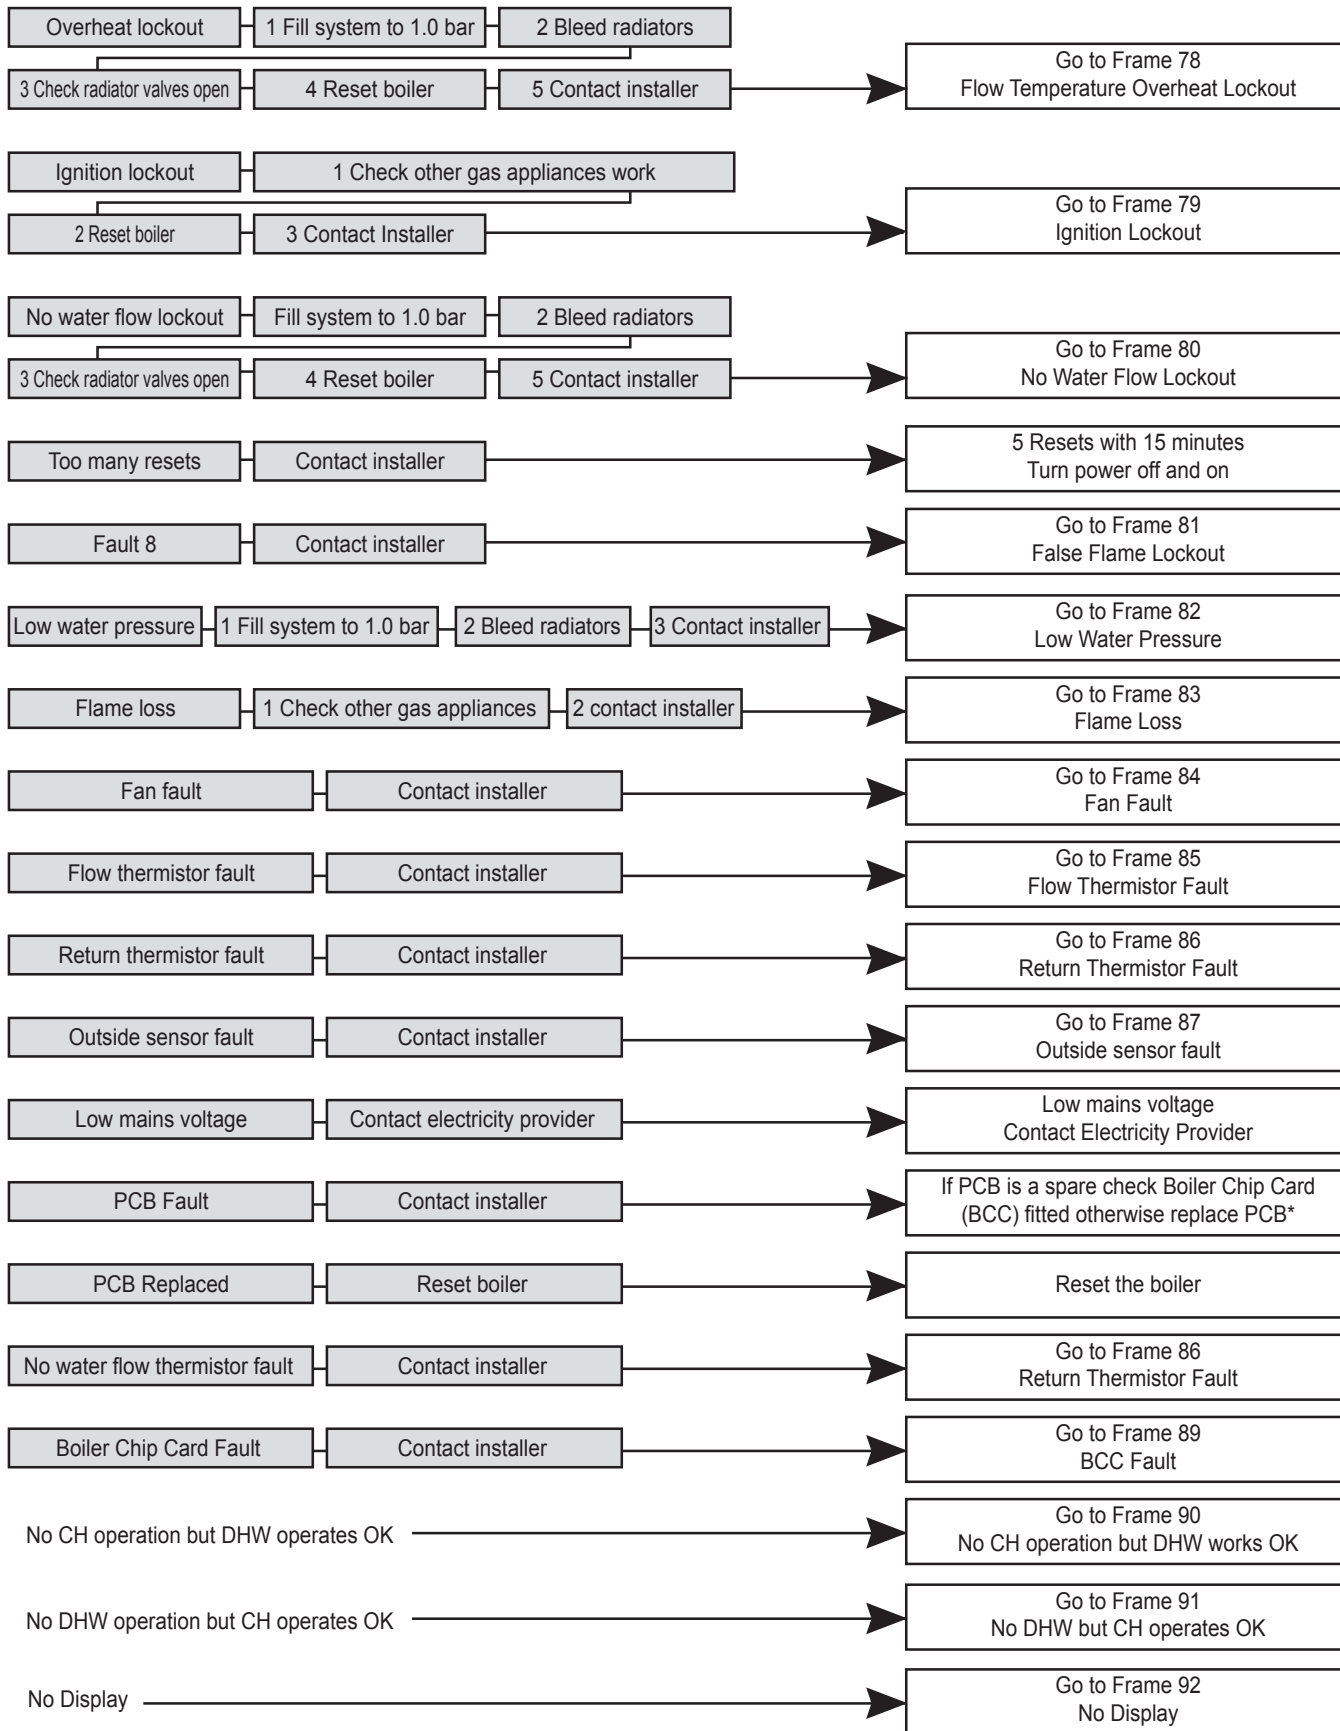 Overheat lockout 1 Fill system to 1.0 bar 2 Bleed radiators
3 Check radiator valves open 4 Reset boiler 5 Contact installer
Go to Frame 78
Flow Temperature Overheat Lockout
Ignition lockout 1 Check other gas appliances work
2 Reset boiler 3 Contact Installer
Go to Frame 79
Ignition Lockout
No water flow lockout Fill system to 1.0 bar 2 Bleed radiators
3 Check radiator valves open 4 Reset boiler 5 Contact installer
Go to Frame 80
No Water Flow Lockout
Too many resets Contact installer
5 Resets with 15 minutes
Turn power off and on
Fault 8 Contact installer
Go to Frame 81
False Flame Lockout
Low water pressure 1 Fill system to 1.0 bar 2 Bleed radiators 3 Contact installer
Go to Frame 82
Low Water Pressure
Flame loss 1 Check other gas appliances 2 contact installer
Go to Frame 83
Flame Loss
Fan fault Contact installer
Go to Frame 84
Fan Fault
Flow thermistor fault Contact installer
Go to Frame 85
Flow Thermistor Fault
Return thermistor fault Contact installer
Go to Frame 86
Return Thermistor Fault
Outside sensor fault Contact installer
Go to Frame 87
Outside sensor fault
Low mains voltage Contact electricity provider
Low mains voltage
Contact Electricity Provider
PCB Fault Contact installer
If PCB is a spare check Boiler Chip Card
(BCC) fitted otherwise replace PCB*
PCB Replaced Reset boiler
Reset the boiler
No water flow thermistor fault Contact installer
Go to Frame 86
Return Thermistor Fault
Boiler Chip Card Fault Contact installer
Go to Frame 89
BCC Fault
No CH operation but DHW operates OK
Go to Frame 90
No CH operation but DHW works OK
No DHW operation but CH operates OK
Go to Frame 91
No DHW but CH operates OK
No Display
Go to Frame 92
No Display